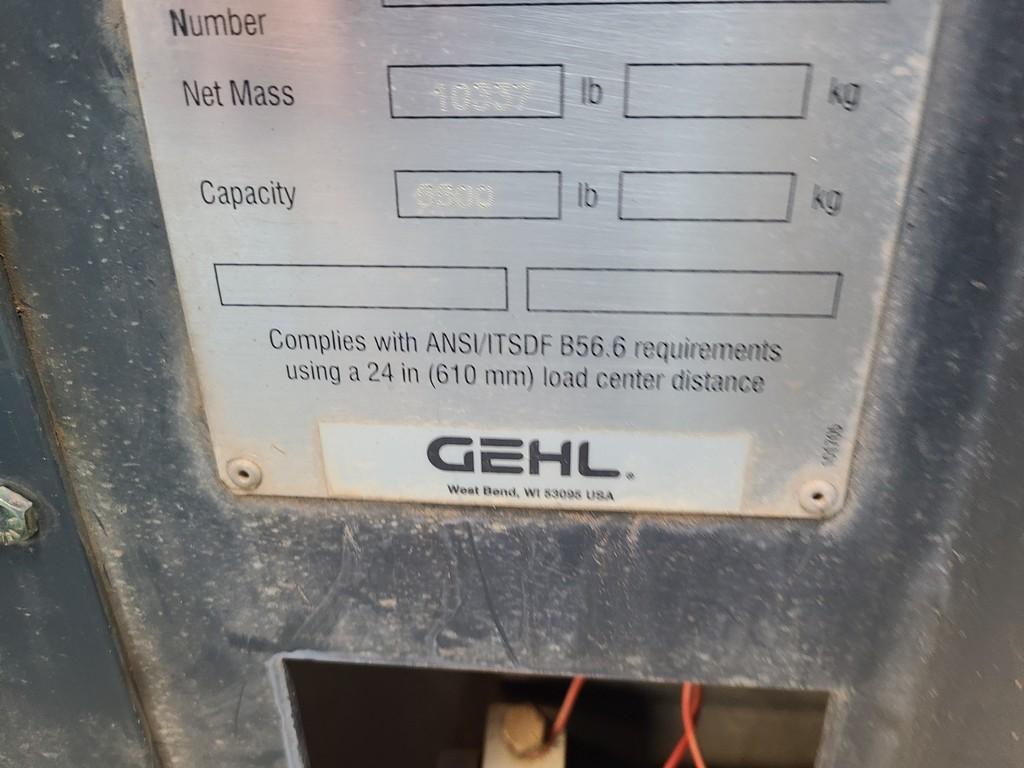 Number
Net Mass 10337 lb kg
Capacity lb kg
Complies with ANSI/ITSDF B56.6 requirements
using a 24 in (610 mm) load center distance
GEHL®
West Bend, WI 53095 USA